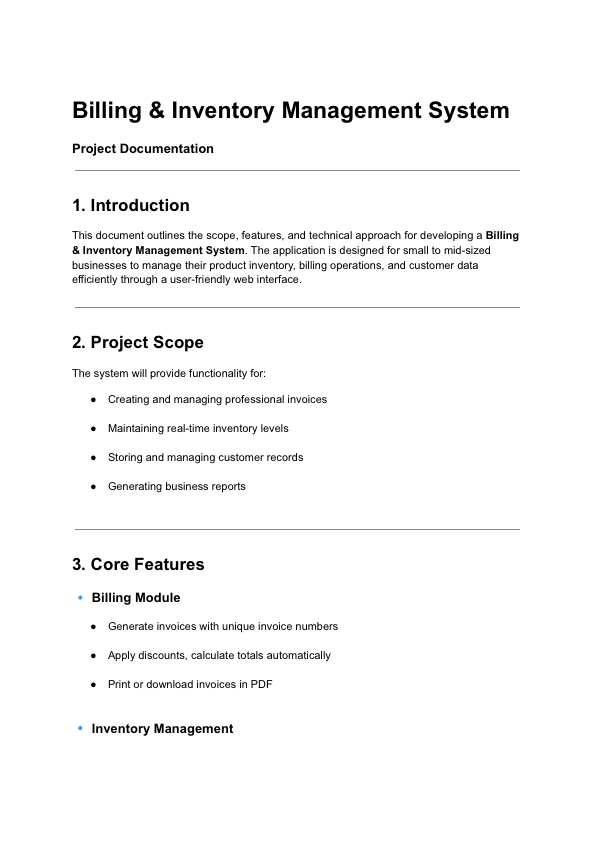 Billing & Inventory Management System
Project Documentation
1. Introduction
This document outlines the scope, features, and technical approach for developing a Billing
& Inventory Management System. The application is designed for small to mid-sized
businesses to manage their product inventory, billing operations, and customer data
efficiently through a user-friendly web interface.
2. Project Scope
The system will provide functionality for:
● Creating and managing professional invoices
● Maintaining real-time inventory levels
● Storing and managing customer records
● Generating business reports
3. Core Features
🔹 Billing Module
● Generate invoices with unique invoice numbers
● Apply discounts, calculate totals automatically
● Print or download invoices in PDF
🔹 Inventory Management